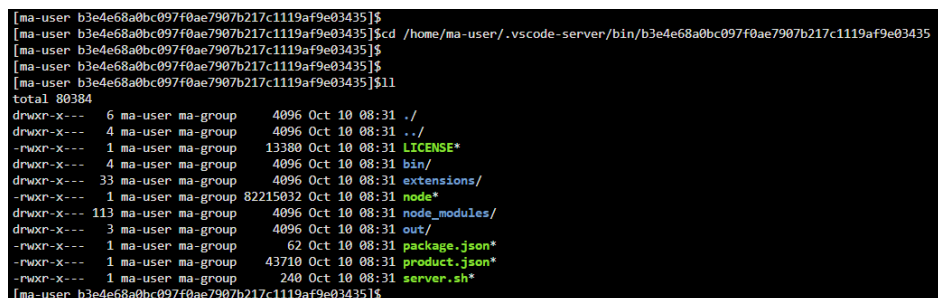 [ma-user b3e4e68a0bc097f0ae7907b217c1119af9e03435]$
[ma-user b3e4e68a0bc097f0ae7907b217c1119af9e03435]$cd /home/ma-user/.vscode-server/bin/b3e4e68a0bc097f0ae7907b217c1119af9e03435
[ma-user b3e4e68a0bc097f0ae7907b217c1119af9e03435]$
[ma-user b3e4e68a0bc097f0ae7907b217c1119af9e03435]$
[ma-user b3e4e68a0bc097f0ae7907b217c1119af9e03435]$ll
total 80384
drwxr-x---   6 ma-user ma-group     4096 Oct 10 08:31 ./
drwxr-x---   4 ma-user ma-group     4096 Oct 10 08:31 ../
-rwxr-x---   1 ma-user ma-group    13380 Oct 10 08:31 LICENSE*
drwxr-x---   4 ma-user ma-group     4096 Oct 10 08:31 bin/
drwxr-x---  33 ma-user ma-group     4096 Oct 10 08:31 extensions/
-rwxr-x---   1 ma-user ma-group 82215032 Oct 10 08:31 node*
drwxr-x--- 113 ma-user ma-group     4096 Oct 10 08:31 node_modules/
drwxr-x---   3 ma-user ma-group     4096 Oct 10 08:31 out/
-rwxr-x---   1 ma-user ma-group       62 Oct 10 08:31 package.json*
-rwxr-x---   1 ma-user ma-group    43710 Oct 10 08:31 product.json*
-rwxr-x---   1 ma-user ma-group      240 Oct 10 08:31 server.sh*
[ma-user b3e4e68a0bc097f0ae7907b217c1119af9e03435]$